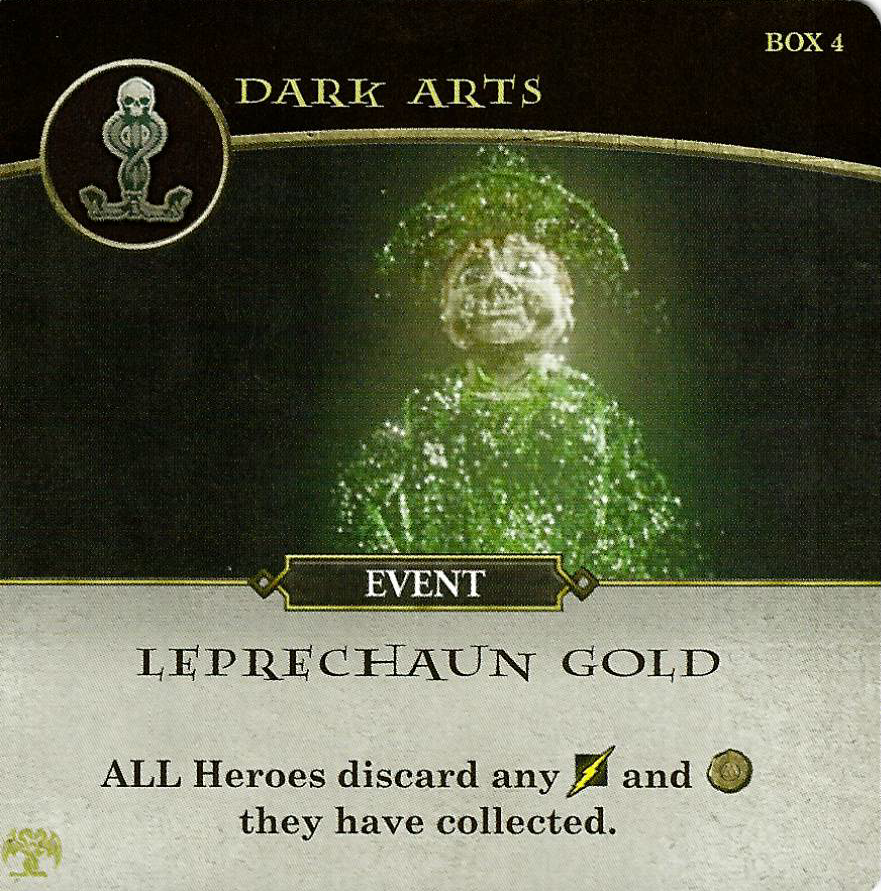 BOX 4
DARK ARTS
EVENT
LEPRECHAUN GOLD
ALL Heroes discard any and
they have collected.